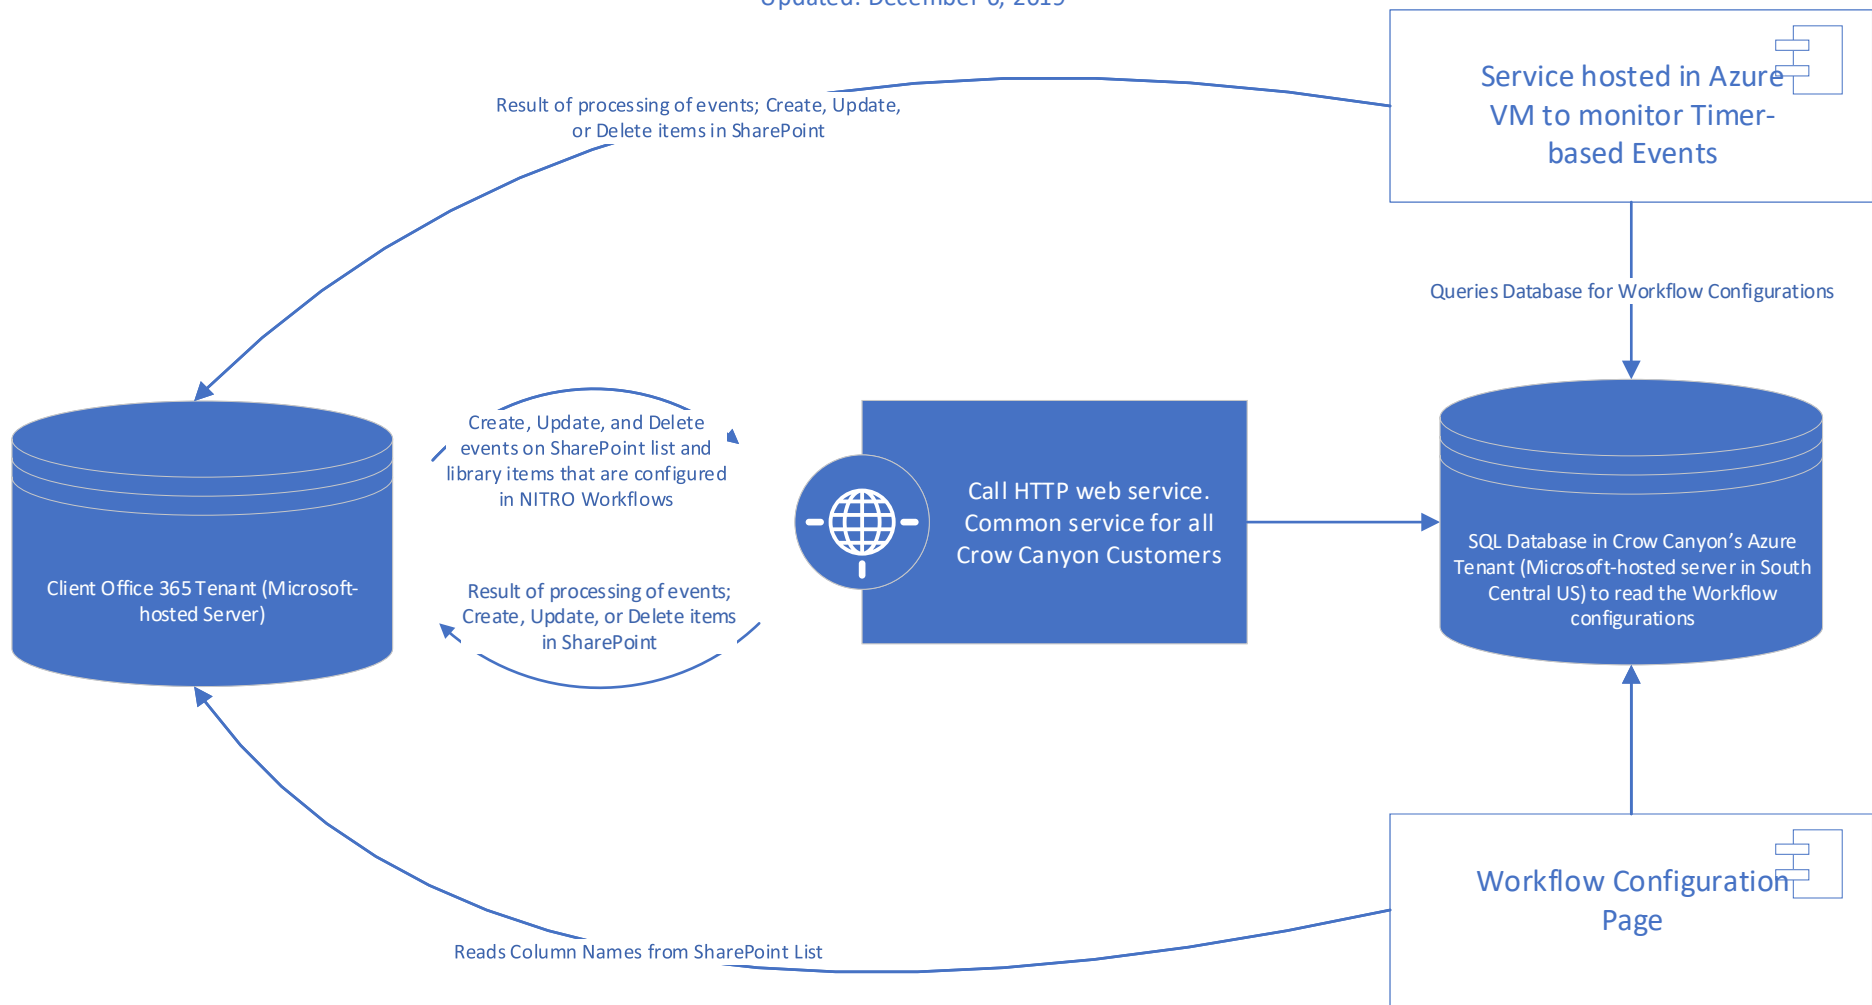 Updated: December 6, 2019
Service hosted in Azure
VM to monitor Timer-
based Events
Result of processing of events; Create, Update,
or Delete items in SharePoint
Queries Database for Workflow Configurations
Create, Update, and Delete
events on SharePoint list and
library items that are configured
in NITRO Workflows
Call HTTP web service.
Common service for all
Crow Canyon Customers
SQL Database in Crow Canyon’s Azure
Tenant (Microsoft-hosted server in South
Central US) to read the Workflow
configurations
Client Office 365 Tenant (Microsoft-
hosted Server)
Result of processing of events;
Create, Update, or Delete items
in SharePoint
Workflow Configuration
Page
Reads Column Names from SharePoint List